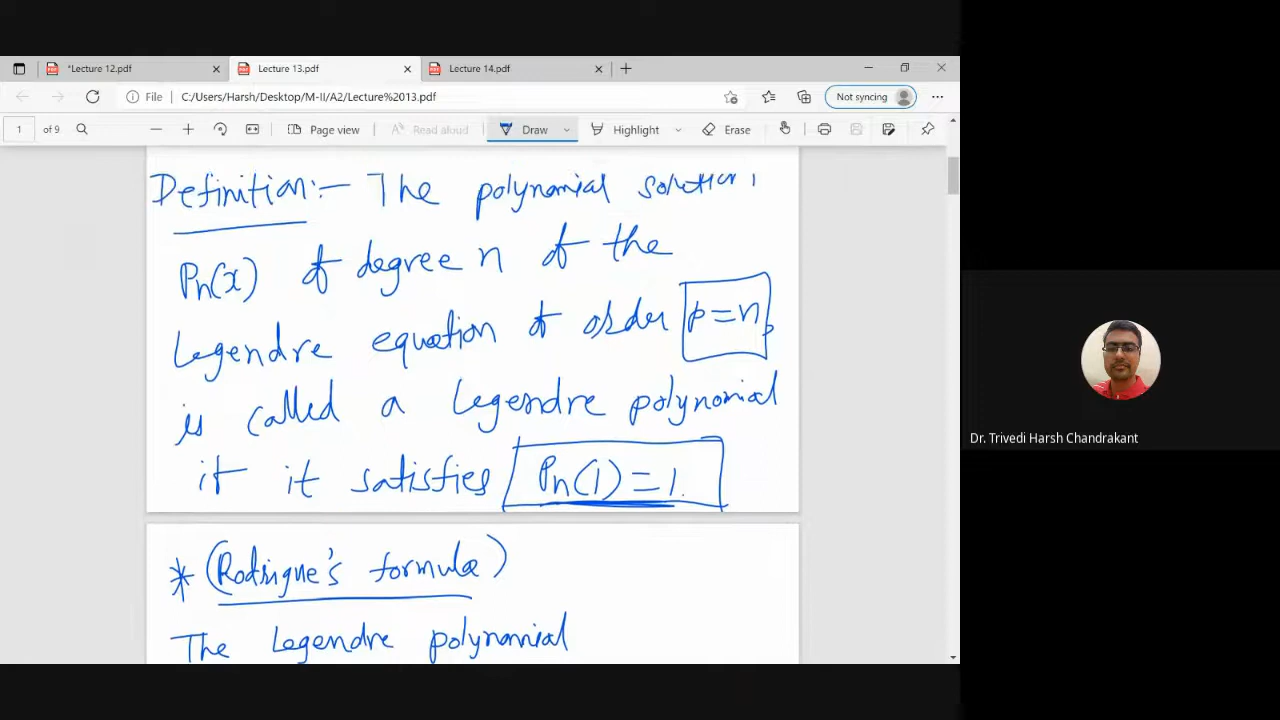 *Lecture 12.pdf
Lecture 13.pdf
Lecture 14.pdf
File
C:/Users/Harsh/Desktop/M-II/A2/Lecture%2013.pdf
Not syncing
1 of 9
Page view
Read aloud
Draw
Highlight
Erase
Definition:- The polynomial solution,
Pn(x) of degree n of the
Legendre equation of order p=n,
is called a Legendre polynomial
if it satisfies Pn(1)=1.
* (Rodrigue's formula)
The Legendre polynomial
Dr. Trivedi Harsh Chandrakant